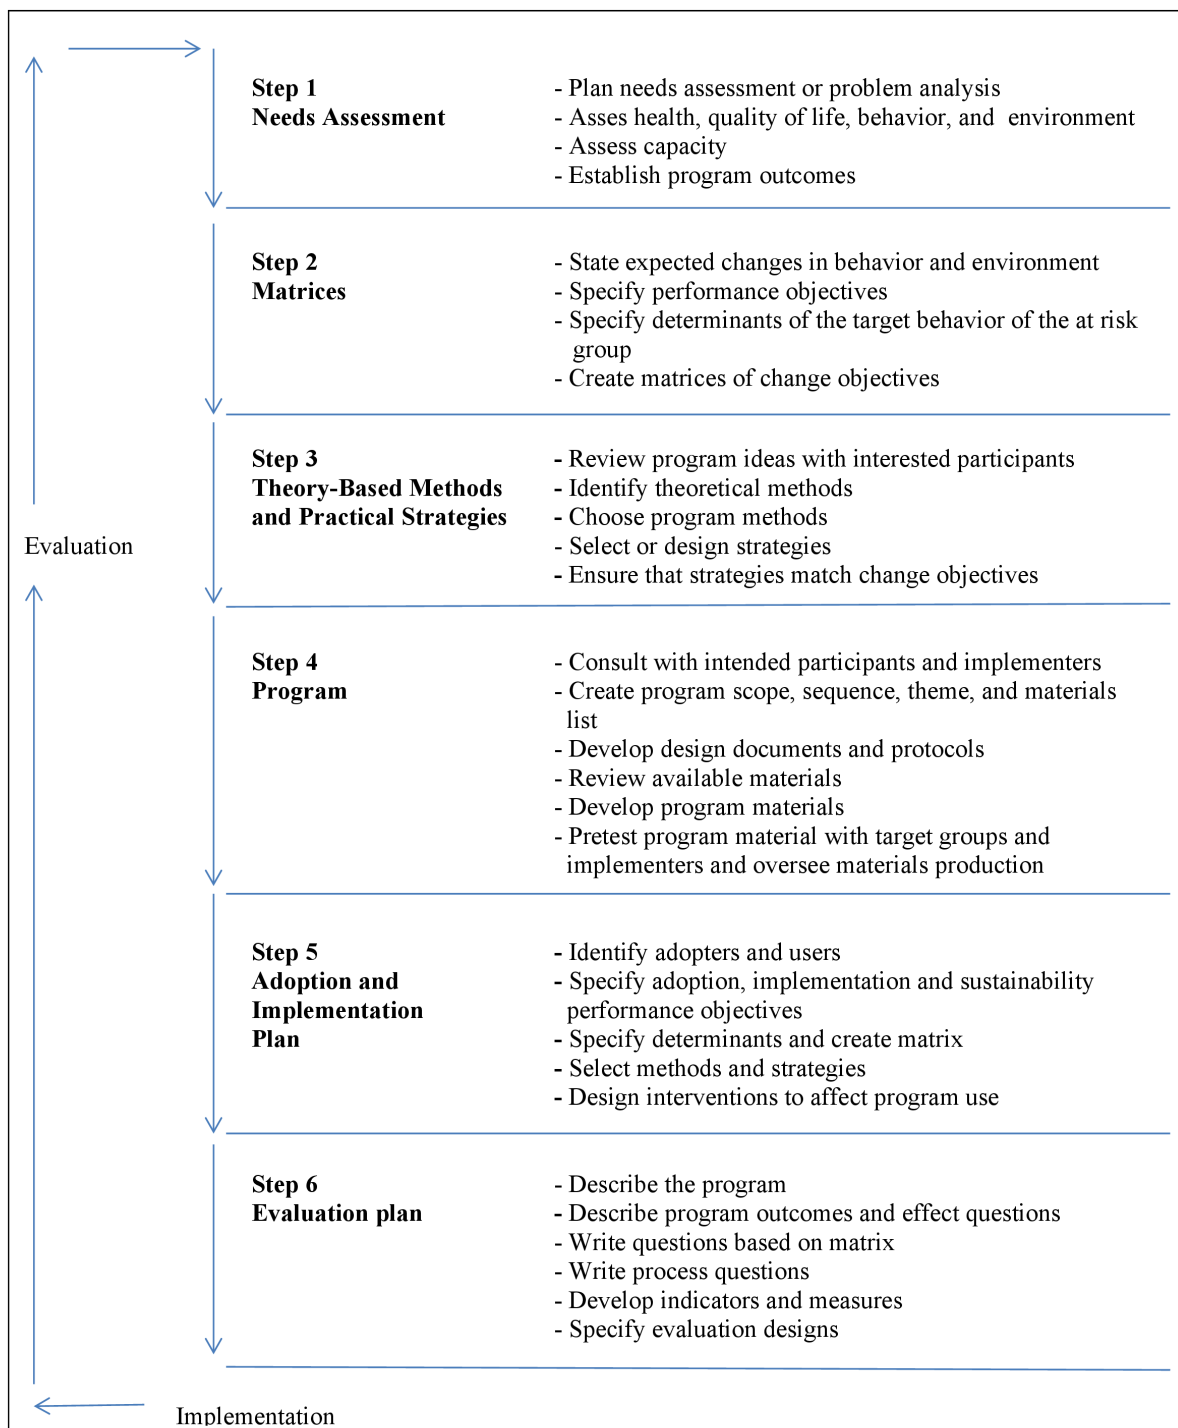 Step 1
Needs Assessment
- Plan needs assessment or problem analysis
- Asses health, quality of life, behavior, and environment
- Assess capacity
- Establish program outcomes
Step 2
Matrices
- State expected changes in behavior and environment
- Specify performance objectives
- Specify determinants of the target behavior of the at risk
group
- Create matrices of change objectives
Step 3
Theory-Based Methods
and Practical Strategies
- Review program ideas with interested participants
- Identify theoretical methods
- Choose program methods
- Select or design strategies
- Ensure that strategies match change objectives
Evaluation
Step 4
Program
- Consult with intended participants and implementers
- Create program scope, sequence, theme, and materials
list
- Develop design documents and protocols
- Review available materials
- Develop program materials
- Pretest program material with target groups and
implementers and oversee materials production
Step 5
Adoption and
Implementation
Plan
- Identify adopters and users
- Specify adoption, implementation and sustainability
performance objectives
- Specify determinants and create matrix
- Select methods and strategies
- Design interventions to affect program use
Step 6
Evaluation plan
- Describe the program
- Describe program outcomes and effect questions
- Write questions based on matrix
- Write process questions
- Develop indicators and measures
- Specify evaluation designs
Implementation